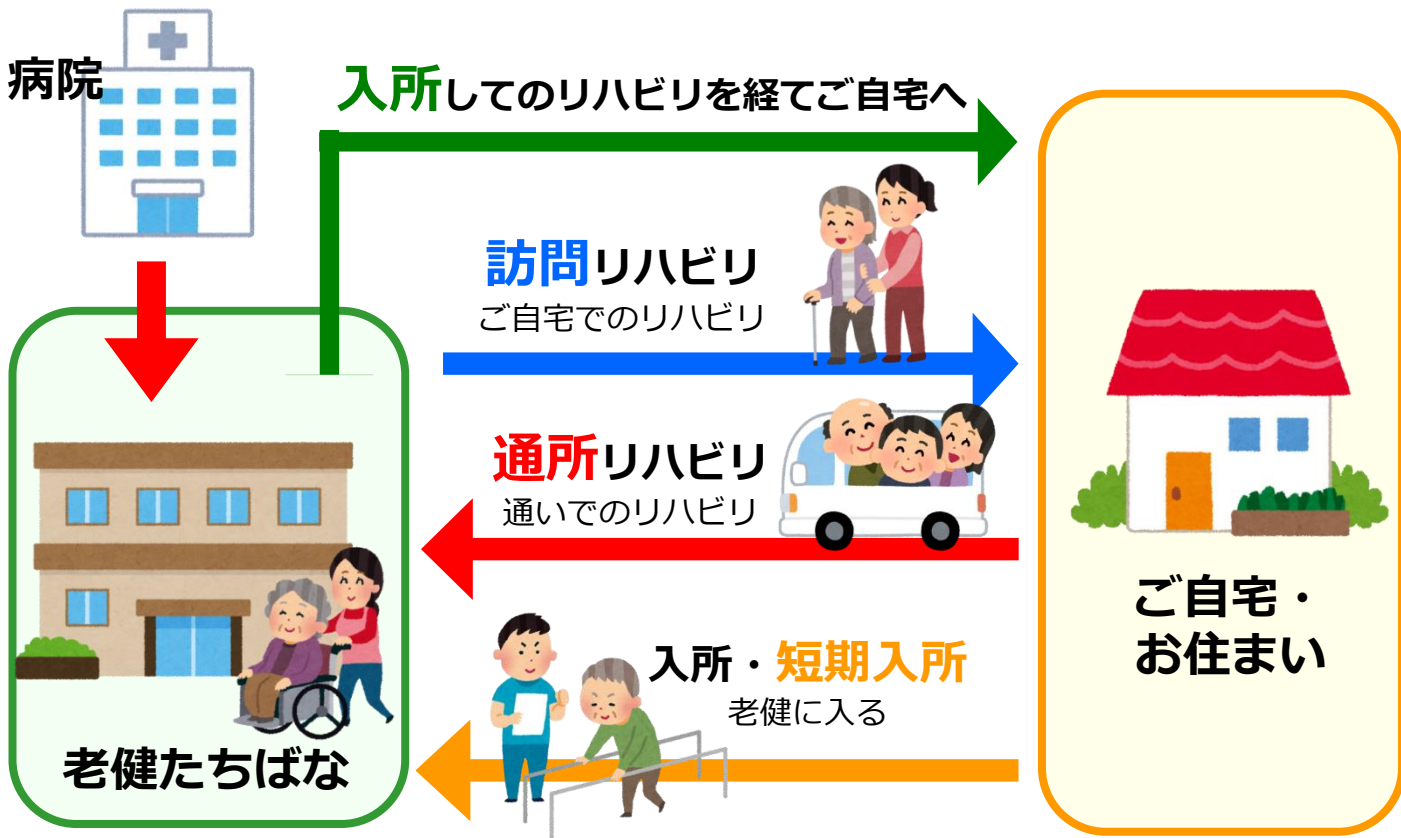 病院
入所してのリハビリを経てご自宅へ
訪問リハビリ
ご自宅でのリハビリ
通所リハビリ
通いでのリハビリ
入所・短期入所
老健に入る
老健たちばな
ご自宅・
お住まい